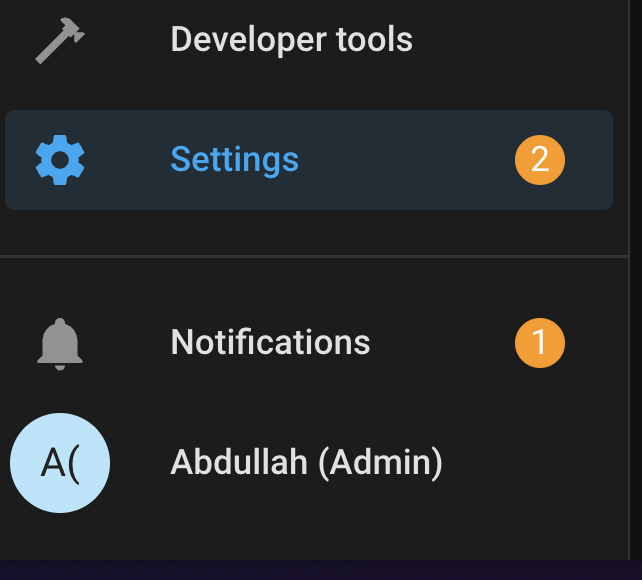 Developer tools
Settings 2
Notifications 1
A( Abdullah (Admin)